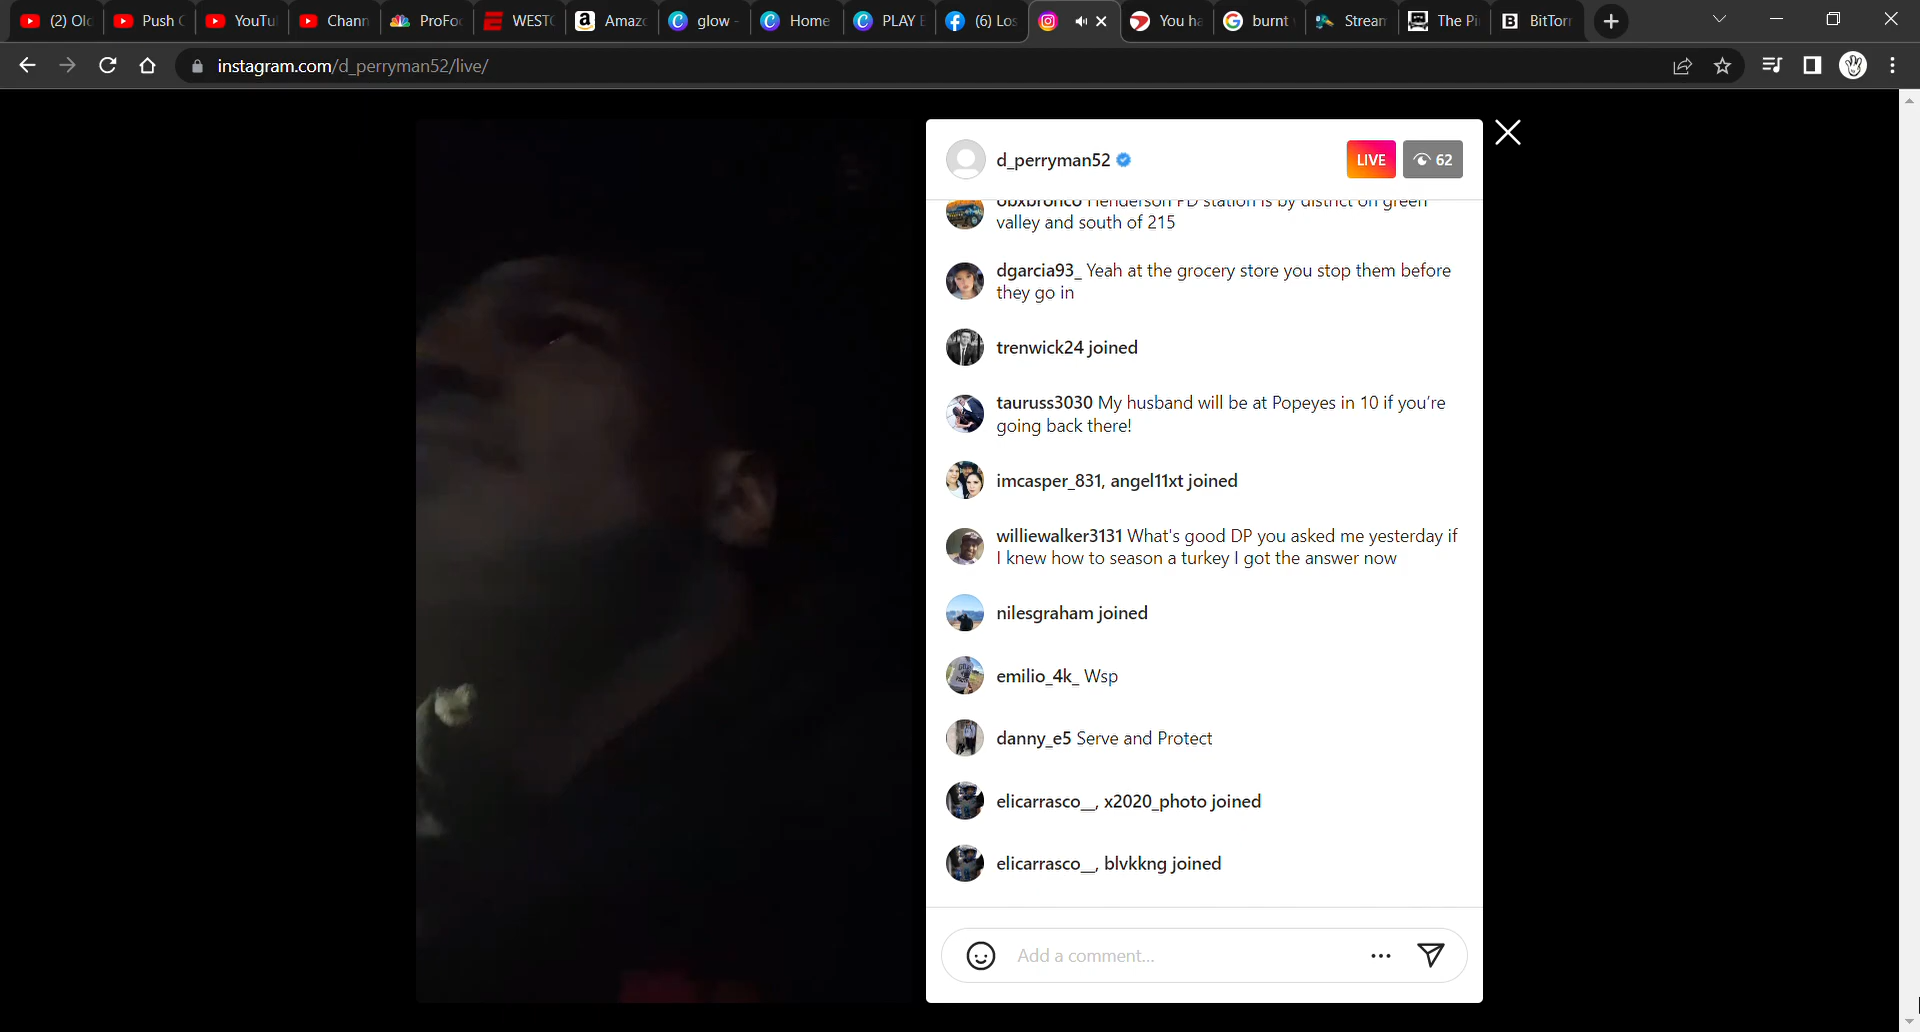 (2) Ol
Push
YouTu
Chann
ProFo
WEST
Amaz
glow -
Home
PLAY
(6) Los
You ha
burnt
Stream
The Pi
BitTorr
instagram.com/d_perryman52/live/
d_perryman52
LIVE
62
obxbronco Henderson PD station is by district on green
valley and south of 215
dgarcia93_ Yeah at the grocery store you stop them before
they go in
trenwick24 joined
tauruss3030 My husband will be at Popeyes in 10 if you're
going back there!
imcasper_831, angel11xt joined
williewalker3131 What's good DP you asked me yesterday if
I knew how to season a turkey I got the answer now
nilesgraham joined
emilio_4k_ Wsp
danny_e5 Serve and Protect
elicarrasco__, x2020_photo joined
elicarrasco__, blvkkng joined
Add a comment...